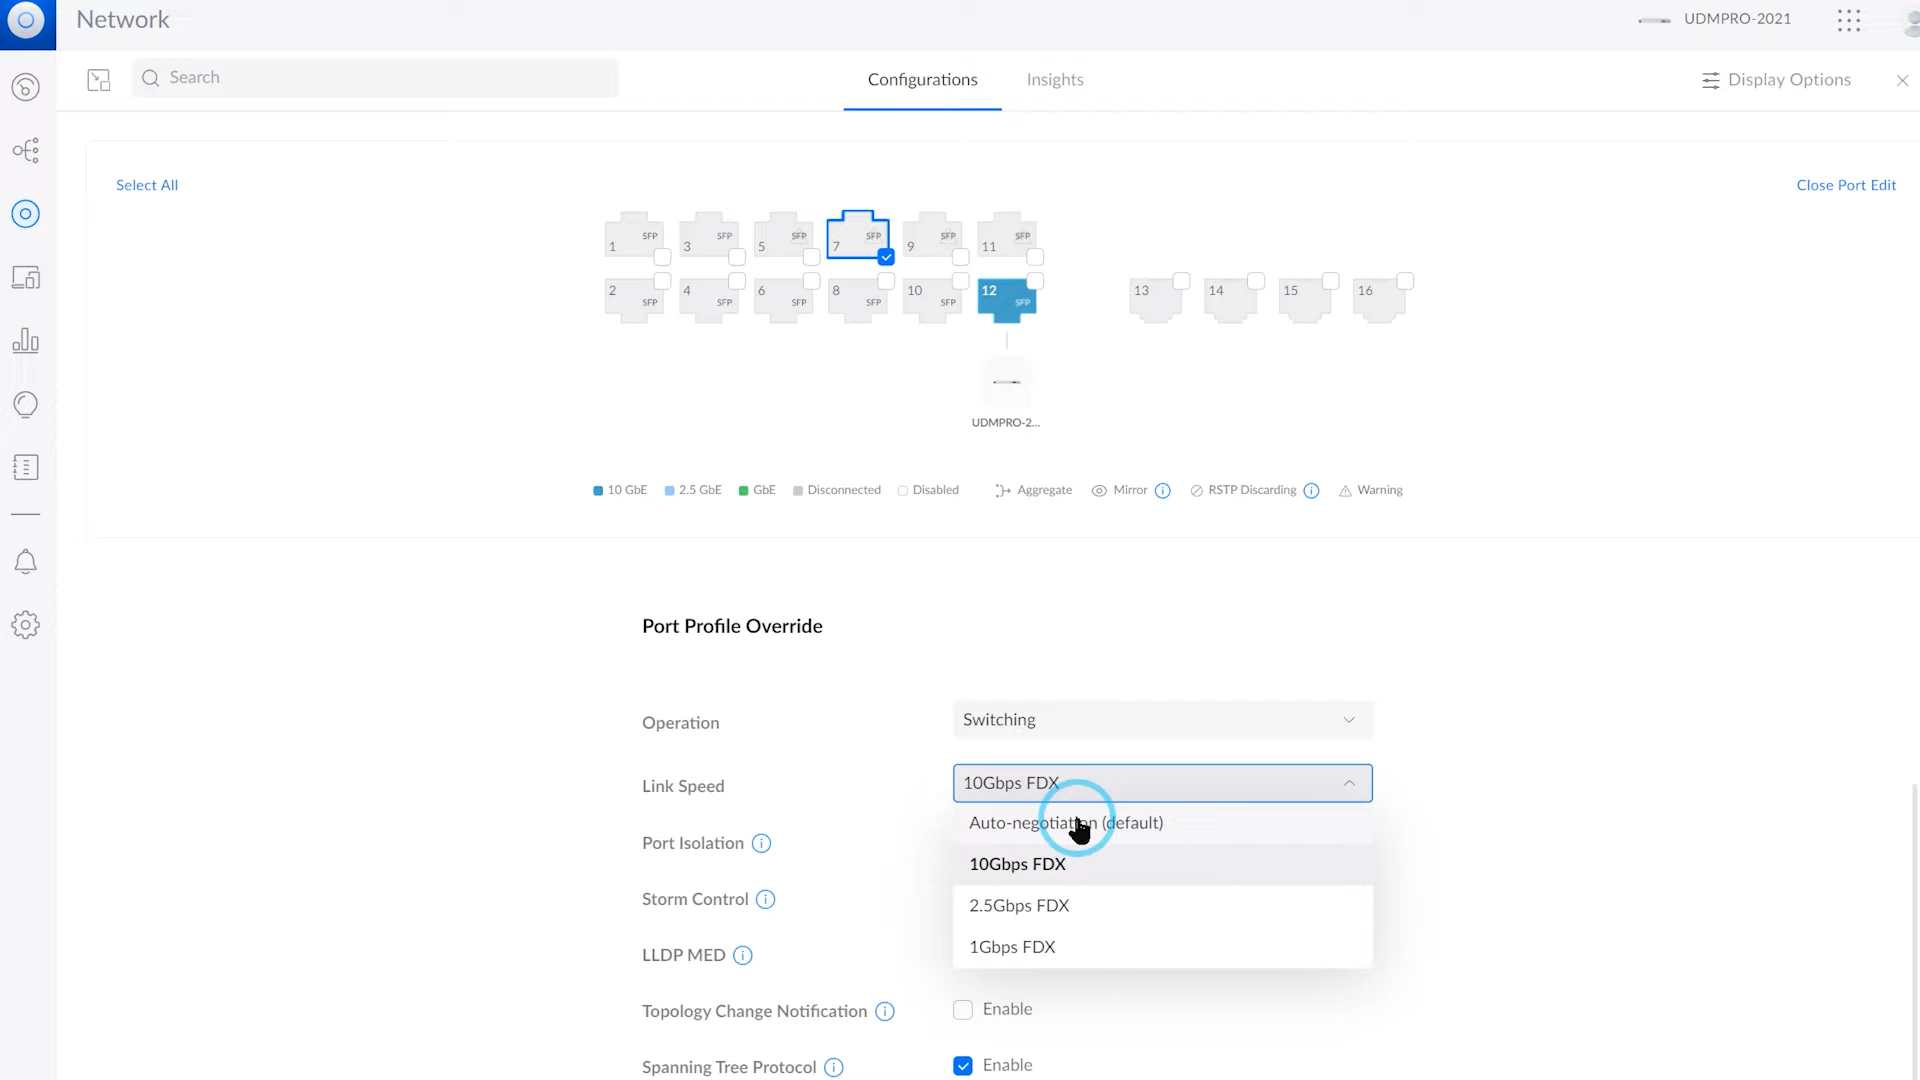 Network
UDMPRO-2021
Search
Configurations
Insights
Display Options
Select All
Close Port Edit
1 SFP
3 SFP
5 SFP
7 SFP
9 SFP
11 SFP
2 SFP
4 SFP
6 SFP
8 SFP
10 SFP
12 SFP
13
14
15
16
UDMPRO-2...
10 GbE
2.5 GbE
GbE
Disconnected
Disabled
Aggregate
Mirror
RSTP Discarding
Warning
Port Profile Override
Operation
Switching
Link Speed
10Gbps FDX
Auto-negotiation (default)
Port Isolation
10Gbps FDX
Storm Control
2.5Gbps FDX
LLDP MED
1Gbps FDX
Topology Change Notification
Enable
Spanning Tree Protocol
Enable